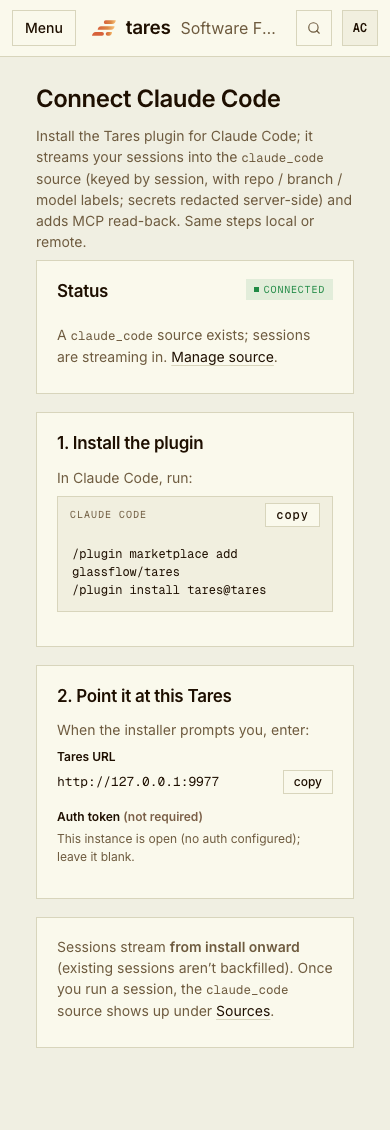 Menu
tares Software F...
AC
Connect Claude Code
Install the Tares plugin for Claude Code; it
streams your sessions into the claude_code
source (keyed by session, with repo / branch /
model labels; secrets redacted server-side) and
adds MCP read-back. Same steps local or
remote.
Status
CONNECTED
A claude_code source exists; sessions
are streaming in. Manage source.
1. Install the plugin
In Claude Code, run:
CLAUDE CODE
copy
/plugin marketplace add
glassflow/tares
/plugin install tares@tares
2. Point it at this Tares
When the installer prompts you, enter:
Tares URL
http://127.0.0.1:9977
copy
Auth token (not required)
This instance is open (no auth configured);
leave it blank.
Sessions stream from install onward
(existing sessions aren’t backfilled). Once
you run a session, the claude_code
source shows up under Sources.